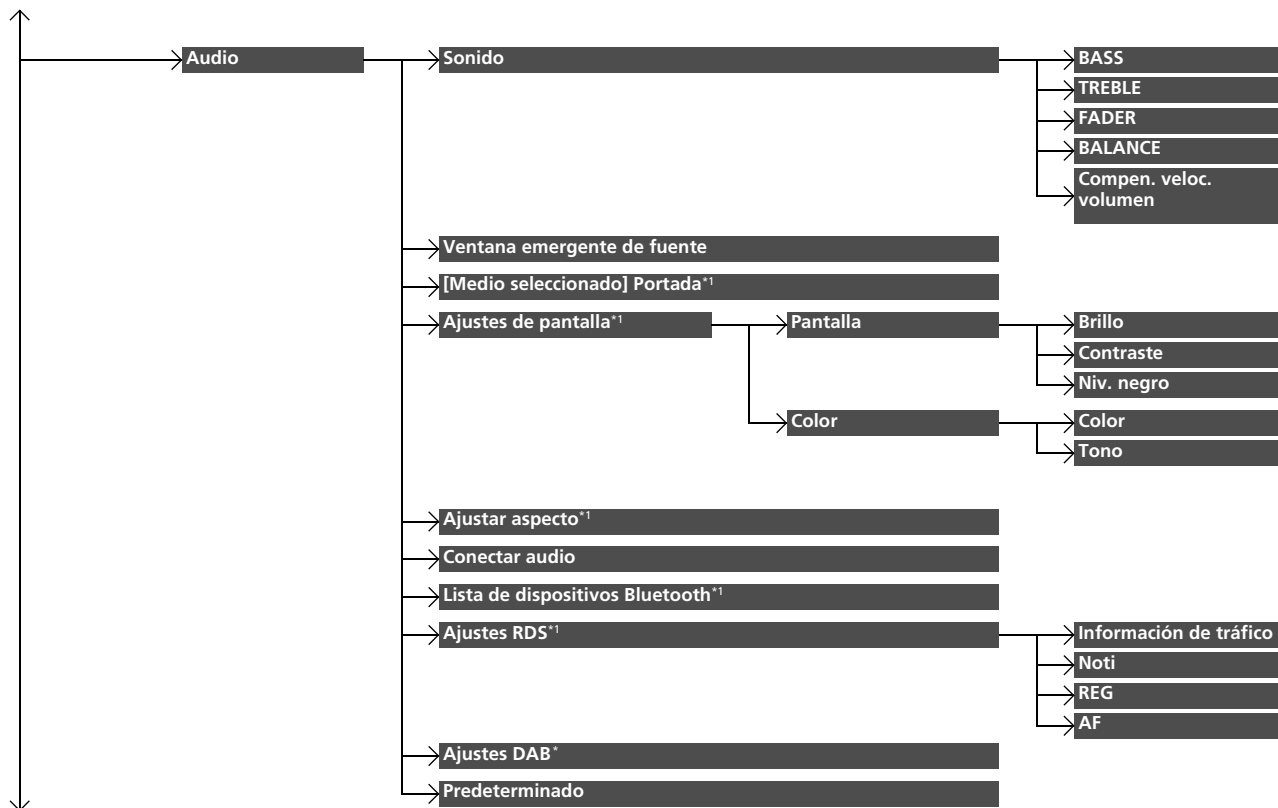 Audio
Sonido
BASS
TREBLE
FADER
BALANCE
Compen. veloc.
volumen
Ventana emergente de fuente
[Medio seleccionado] Portada*1
Ajustes de pantalla*1
Pantalla
Brillo
Contraste
Niv. negro
Color
Color
Tono
Ajustar aspecto*1
Conectar audio
Lista de dispositivos Bluetooth*1
Ajustes RDS*1
Información de tráfico
Noti
REG
AF
Ajustes DAB*
Predeterminado